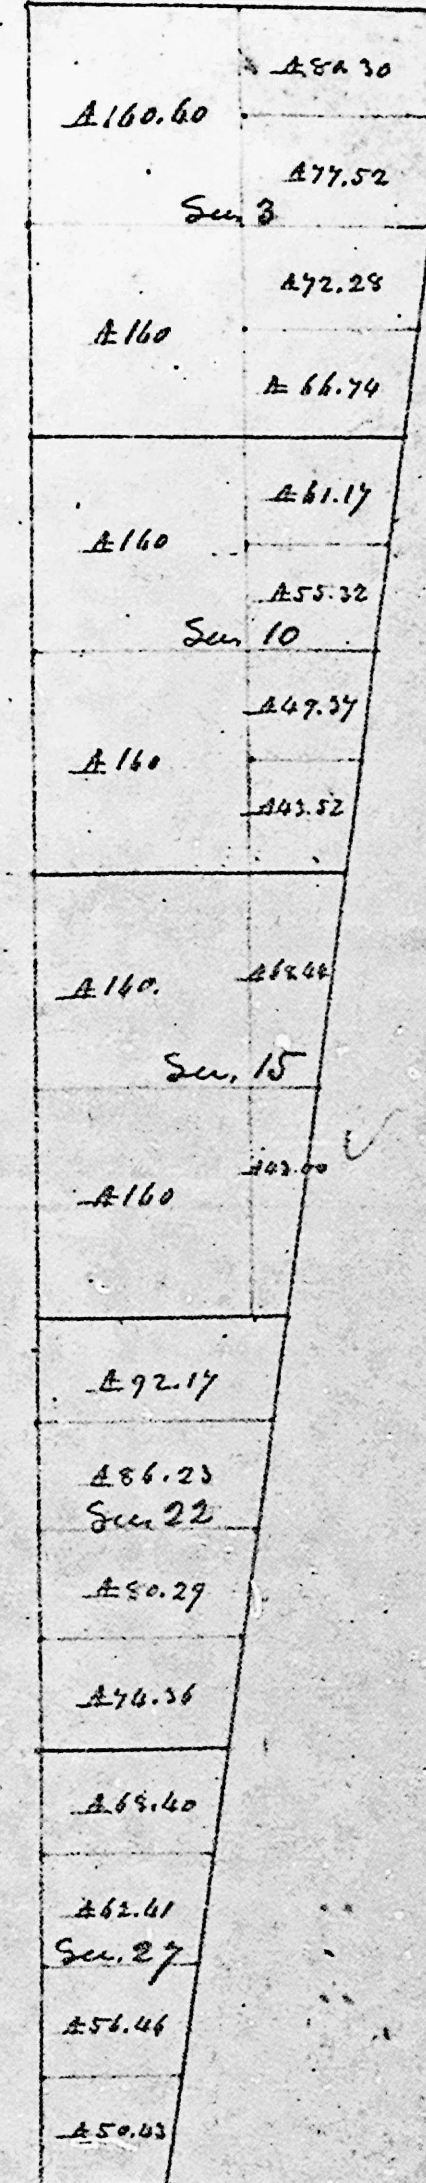 A 82.30
A 160.60
A 77.52
Sec 3
A 72.28
A 160
A 66.74
A 61.17
A 160
A 55.32
Sec 10
A 49.37
A 160
A 43.52
A 160.
Sec. 15
A 160
A 92.17
A 86.23
Sec 22
A 80.29
A 74.36
A 68.40
A 62.41
Sec. 27
A 56.46
A 50.43